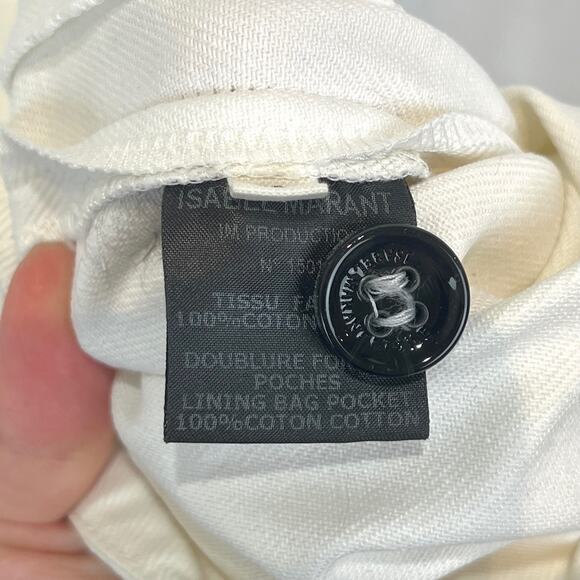 ISABEL MARANT
IM PRODUCTION
TISSU
100%COTON
DOUBLURE
POCHES
LINING BAG POCKET
100%COTON COTTON